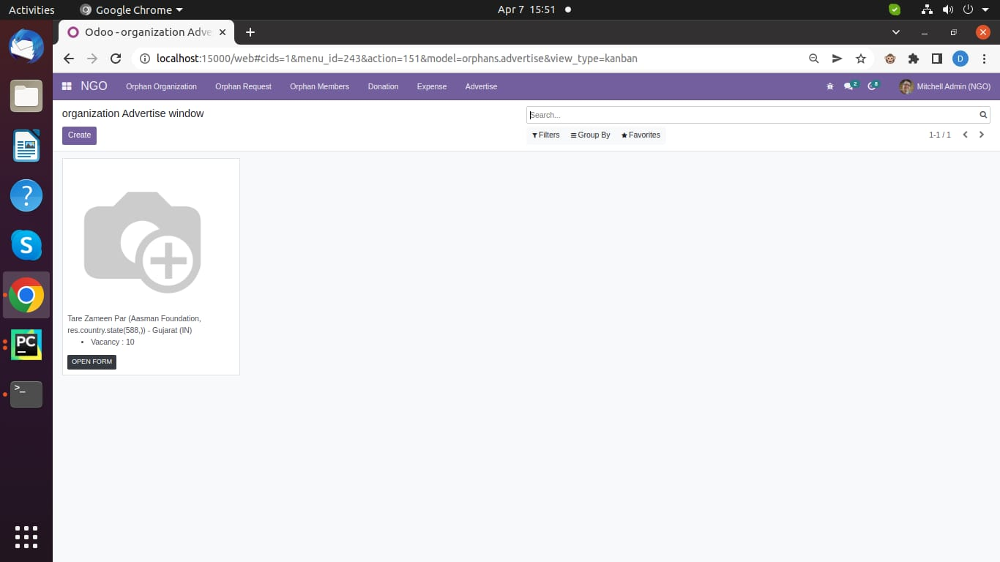 Activities
Google Chrome
Apr 7 15:51
Odoo - organization Adve
localhost:15000/web#cids=1&menu_id=243&action=151&model=orphans.advertise&view_type=kanban
D
NGO
Orphan Organization
Orphan Request
Orphan Members
Donation
Expense
Advertise
2
8
Mitchell Admin (NGO)
organization Advertise window
Search...
Create
Filters
Group By
Favorites
1-1 / 1
Tare Zameen Par (Aasman Foundation,
res.country.state(588,)) - Gujarat (IN)
Vacancy : 10
OPEN FORM
?
S
PC
>_